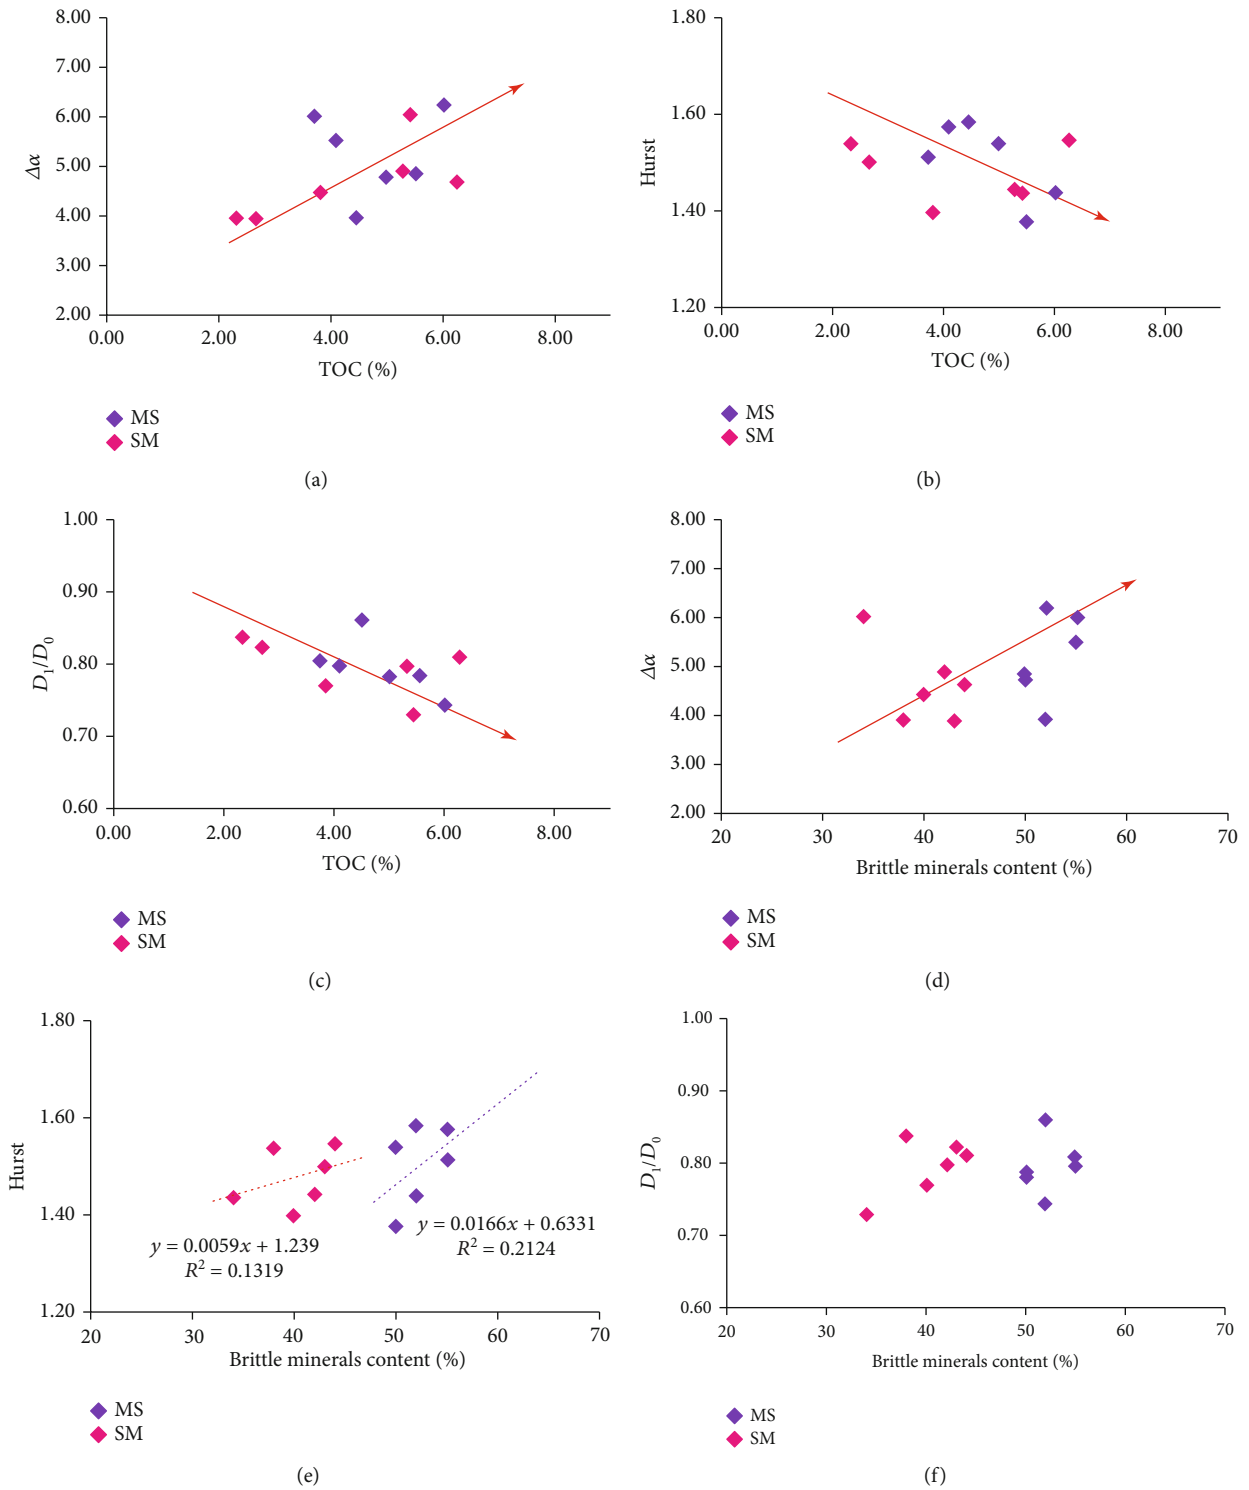 8.00
7.00
6.00
5.00
4.00
3.00
2.00
Δα
0.00 2.00 4.00 6.00 8.00
TOC (%)
MS
SM
(a)
1.80
1.60
1.40
1.20
Hurst
0.00 2.00 4.00 6.00 8.00
TOC (%)
MS
SM
(b)
1.00
0.90
0.80
0.70
0.60
D₁/D₀
0.00 2.00 4.00 6.00 8.00
TOC (%)
MS
SM
(c)
8.00
7.00
6.00
5.00
4.00
3.00
2.00
Δα
20 30 40 50 60 70
Brittle minerals content (%)
MS
SM
(d)
1.80
1.60
1.40
1.20
Hurst
y = 0.0166x + 0.6331
R² = 0.2124
y = 0.0059x + 1.239
R² = 0.1319
20 30 40 50 60 70
Brittle minerals content (%)
MS
SM
(e)
1.00
0.90
0.80
0.70
0.60
D₁/D₀
20 30 40 50 60 70
Brittle minerals content (%)
MS
SM
(f)